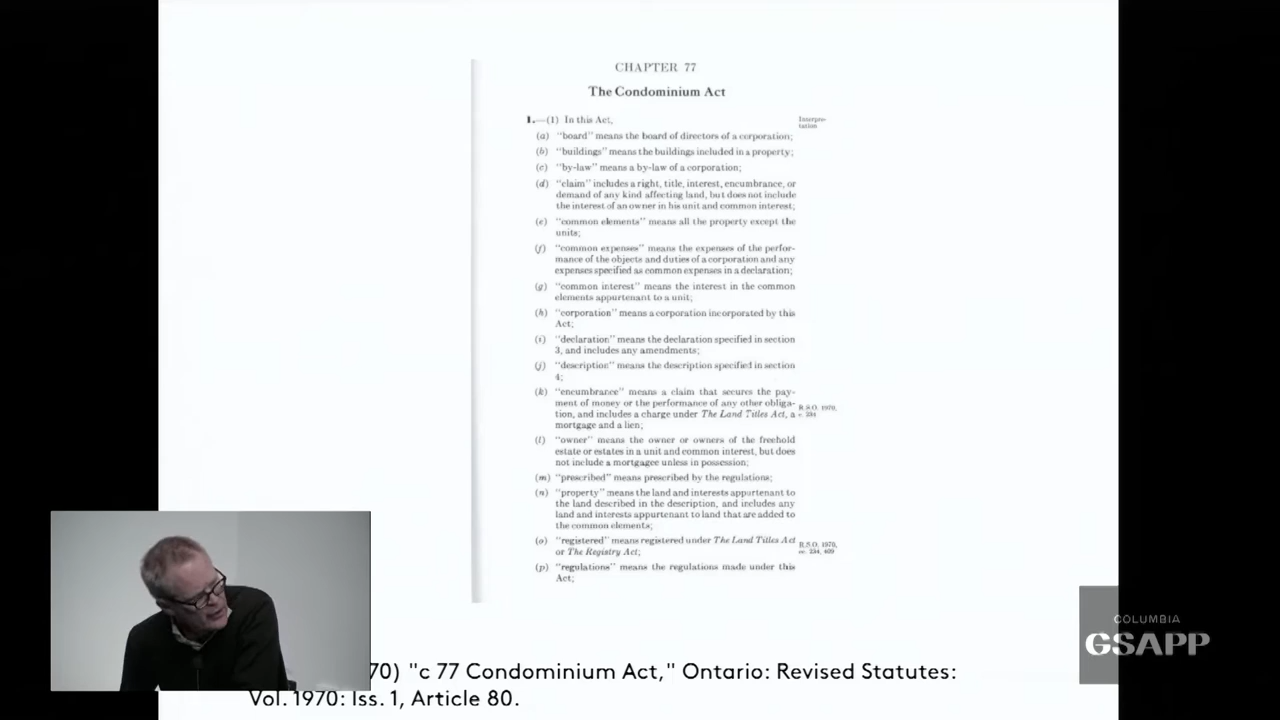 CHAPTER 77
The Condominium Act
1.—(1) In this Act,
Interpre-
tation
(a) "board" means the board of directors of a corporation;
(b) "buildings" means the buildings included in a property;
(c) "by-law" means a by-law of a corporation;
(d) "claim" includes a right, title, interest, encumbrance, or
demand of any kind affecting land, but does not include
the interest of an owner in his unit and common interest;
(e) "common elements" means all the property except the
units;
(f) "common expenses" means the expenses of the perfor-
mance of the objects and duties of a corporation and any
expenses specified as common expenses in a declaration;
(g) "common interest" means the interest in the common
elements appurtenant to a unit;
(h) "corporation" means a corporation incorporated by this
Act;
(i) "declaration" means the declaration specified in section
3, and includes any amendments;
(j) "description" means the description specified in section
4;
(k) "encumbrance" means a claim that secures the pay-
ment of money or the performance of any other obliga-
tion, and includes a charge under The Land Titles Act, a
mortgage and a lien;
R.S.O. 1970,
c. 234
(l) "owner" means the owner or owners of the freehold
estate or estates in a unit and common interest, but does
not include a mortgagee unless in possession;
(m) "prescribed" means prescribed by the regulations;
(n) "property" means the land and interests appurtenant to
the land described in the description, and includes any
land and interests appurtenant to land that are added to
the common elements;
(o) "registered" means registered under The Land Titles Act
or The Registry Act;
R.S.O. 1970,
cc. 234, 409
(p) "regulations" means the regulations made under this
Act;
70) "c 77 Condominium Act," Ontario: Revised Statutes:
Vol. 1970: Iss. 1, Article 80.
COLUMBIA
GSAPP